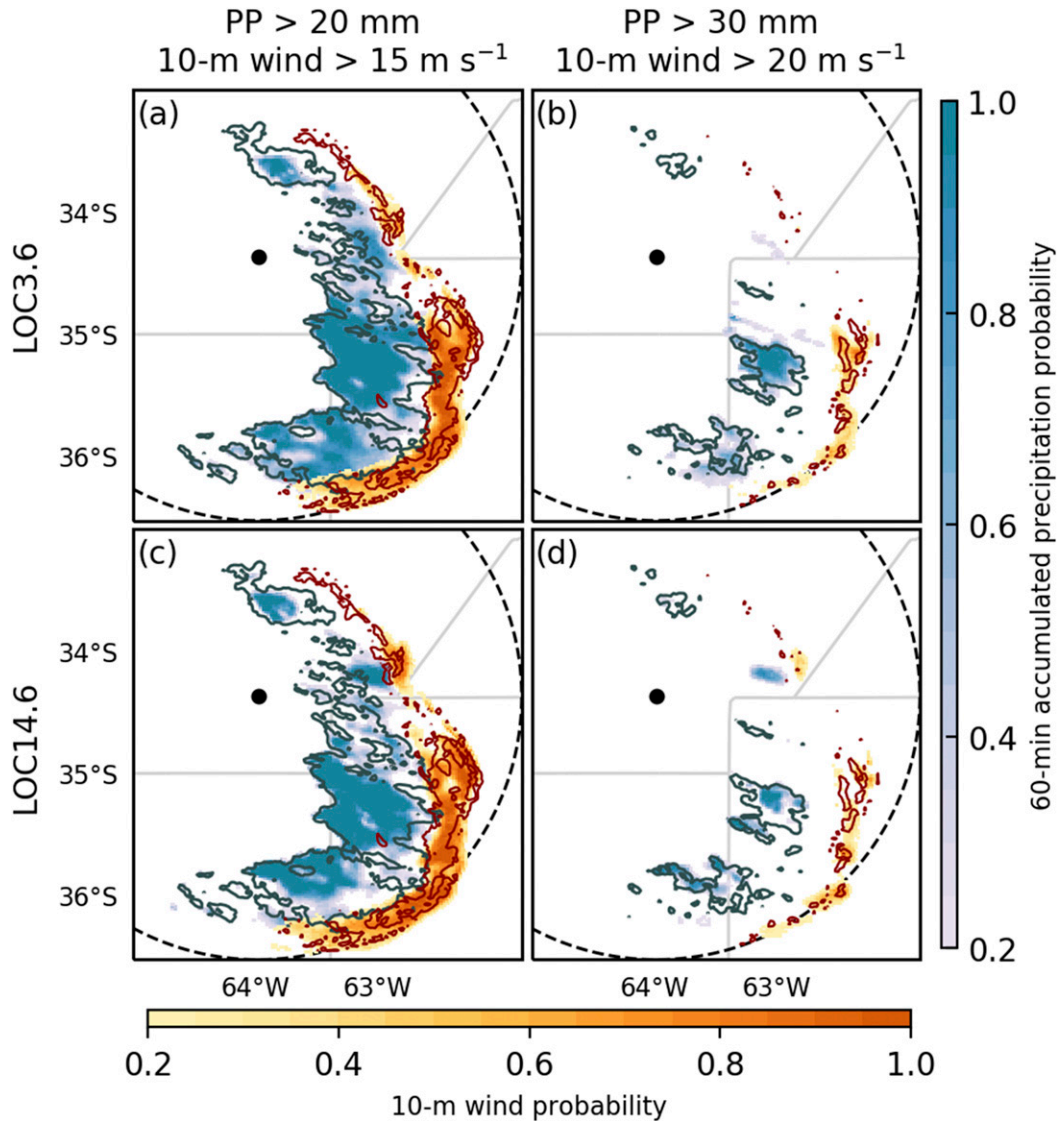 PP > 20 mm
10-m wind > 15 m s⁻¹
PP > 30 mm
10-m wind > 20 m s⁻¹
(a)
(b)
1.0
34°S
35°S
36°S
LOC3.6
0.8
0.6
60-min accumulated precipitation probability
(c)
(d)
34°S
35°S
36°S
LOC14.6
0.4
0.2
64°W
63°W
64°W
63°W
0.2
0.4
0.6
0.8
1.0
10-m wind probability